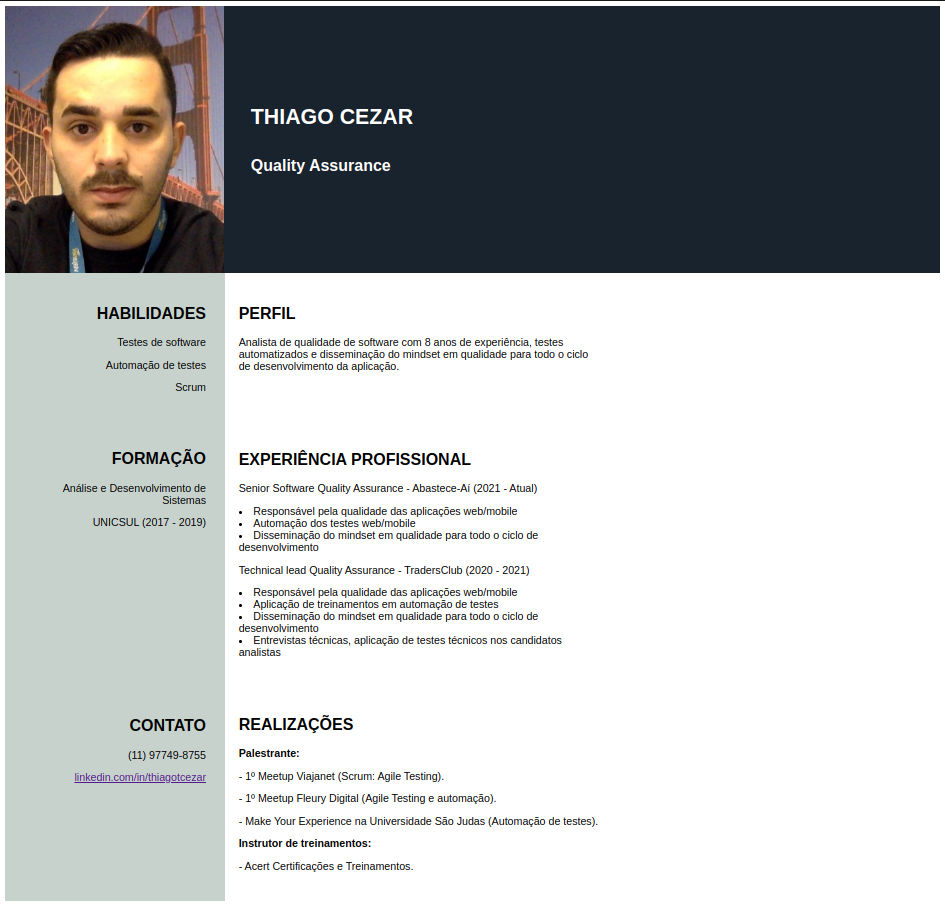 THIAGO CEZAR
Quality Assurance
HABILIDADES
Testes de software
Automação de testes
Scrum
PERFIL
Analista de qualidade de software com 8 anos de experiência, testes
automatizados e disseminação do mindset em qualidade para todo o ciclo
de desenvolvimento da aplicação.
FORMAÇÃO
Análise e Desenvolvimento de
Sistemas
UNICSUL (2017 - 2019)
EXPERIÊNCIA PROFISSIONAL
Senior Software Quality Assurance - Abastece-Aí (2021 - Atual)
• Responsável pela qualidade das aplicações web/mobile
• Automação dos testes web/mobile
• Disseminação do mindset em qualidade para todo o ciclo de
desenvolvimento
Technical lead Quality Assurance - TradersClub (2020 - 2021)
• Responsável pela qualidade das aplicações web/mobile
• Aplicação de treinamentos em automação de testes
• Disseminação do mindset em qualidade para todo o ciclo de
desenvolvimento
• Entrevistas técnicas, aplicação de testes técnicos nos candidatos
analistas
CONTATO
(11) 97749-8755
linkedin.com/in/thiagotcezar
REALIZAÇÕES
Palestrante:
- 1º Meetup Viajanet (Scrum: Agile Testing).
- 1º Meetup Fleury Digital (Agile Testing e automação).
- Make Your Experience na Universidade São Judas (Automação de testes).
Instrutor de treinamentos:
- Acert Certificações e Treinamentos.